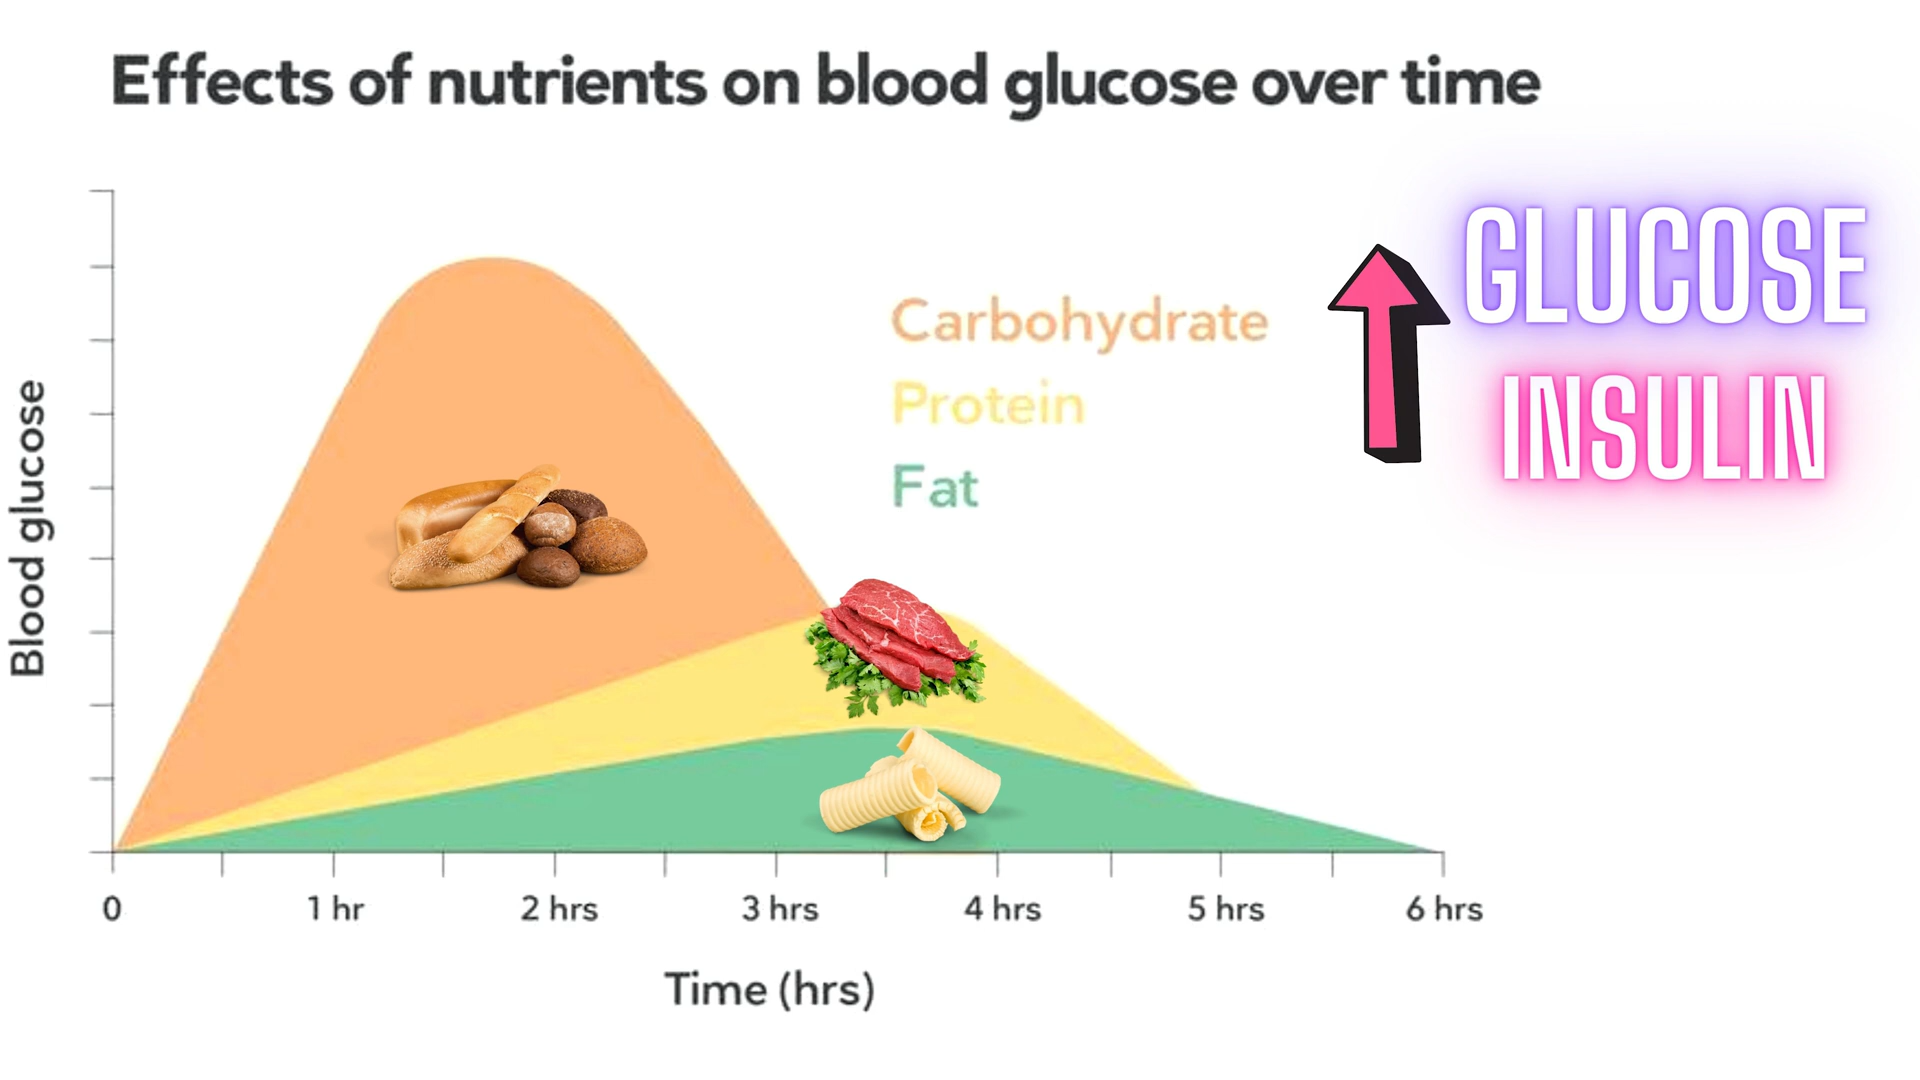 Effects of nutrients on blood glucose over time
GLUCOSE
INSULIN
Carbohydrate
Protein
Fat
Blood glucose
0 1 hr 2 hrs 3 hrs 4 hrs 5 hrs 6 hrs
Time (hrs)